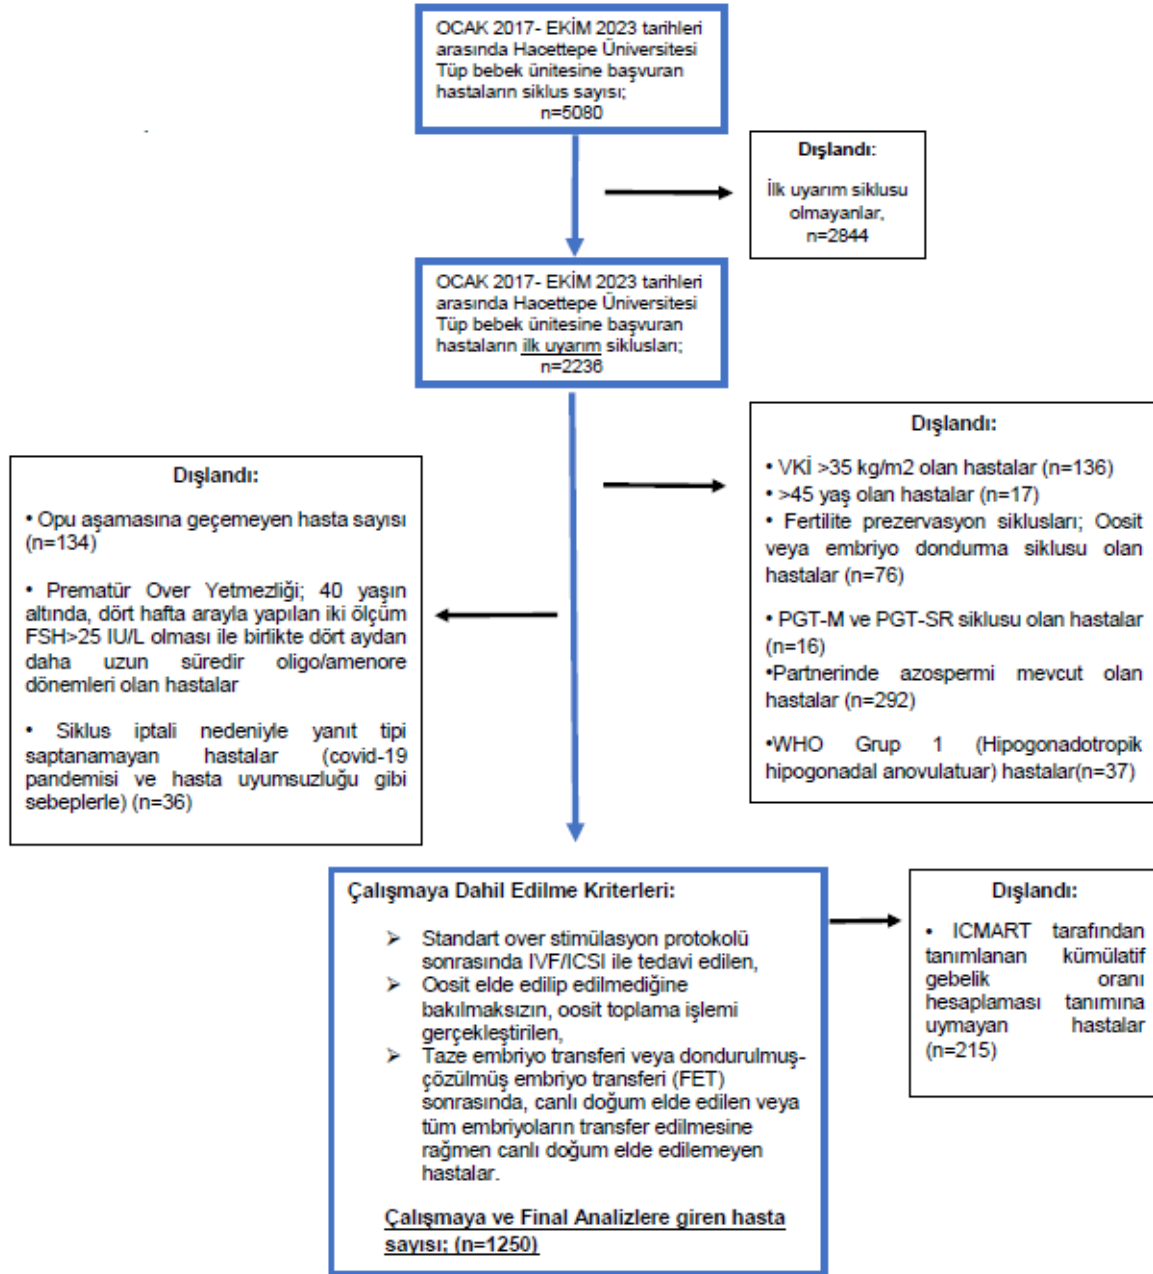 OCAK 2017- EKİM 2023 tarihleri
arasında Hacettepe Üniversitesi
Tüp bebek ünitesine başvuran
hastaların siklus sayısı;
n=5080
Dışlandı:
İlk uyarım siklusu
olmayanlar,
n=2844
OCAK 2017- EKİM 2023 tarihleri
arasında Hacettepe Üniversitesi
Tüp bebek ünitesine başvuran
hastaların ilk uyarım siklusları;
n=2236
Dışlandı:
• VKİ >35 kg/m2 olan hastalar (n=136)
• >45 yaş olan hastalar (n=17)
• Fertilite prezervasyon siklusları; Oosit
veya embriyo dondurma siklusu olan
hastalar (n=76)
• PGT-M ve PGT-SR siklusu olan hastalar
(n=16)
•Partnerinde azospermi mevcut olan
hastalar (n=292)
•WHO Grup 1 (Hipogonadotropik
hipogonadal anovulatuar) hastalar(n=37)
Dışlandı:
• Opu aşamasına geçemeyen hasta sayısı
(n=134)
• Prematür Over Yetmezliği; 40 yaşın
altında, dört hafta arayla yapılan iki ölçüm
FSH>25 IU/L olması ile birlikte dört aydan
daha uzun süredir oligo/amenore
dönemleri olan hastalar
• Siklus iptali nedeniyle yanıt tipi
saptanamayan hastalar (covid-19
pandemisi ve hasta uyumsuzluğu gibi
sebeplerle) (n=36)
Çalışmaya Dahil Edilme Kriterleri:
➢ Standart over stimülasyon protokolü
sonrasında IVF/ICSI ile tedavi edilen,
➢ Oosit elde edilip edilmediğine
bakılmaksızın, oosit toplama işlemi
gerçekleştirilen,
➢ Taze embriyo transferi veya dondurulmuş-
çözülmüş embriyo transferi (FET)
sonrasında, canlı doğum elde edilen veya
tüm embriyoların transfer edilmesine
rağmen canlı doğum elde edilemeyen
hastalar.
Çalışmaya ve Final Analizlere giren hasta
sayısı; (n=1250)
Dışlandı:
• ICMART tarafından
tanımlanan kümülatif
gebelik oranı
hesaplaması tanımına
uymayan hastalar
(n=215)